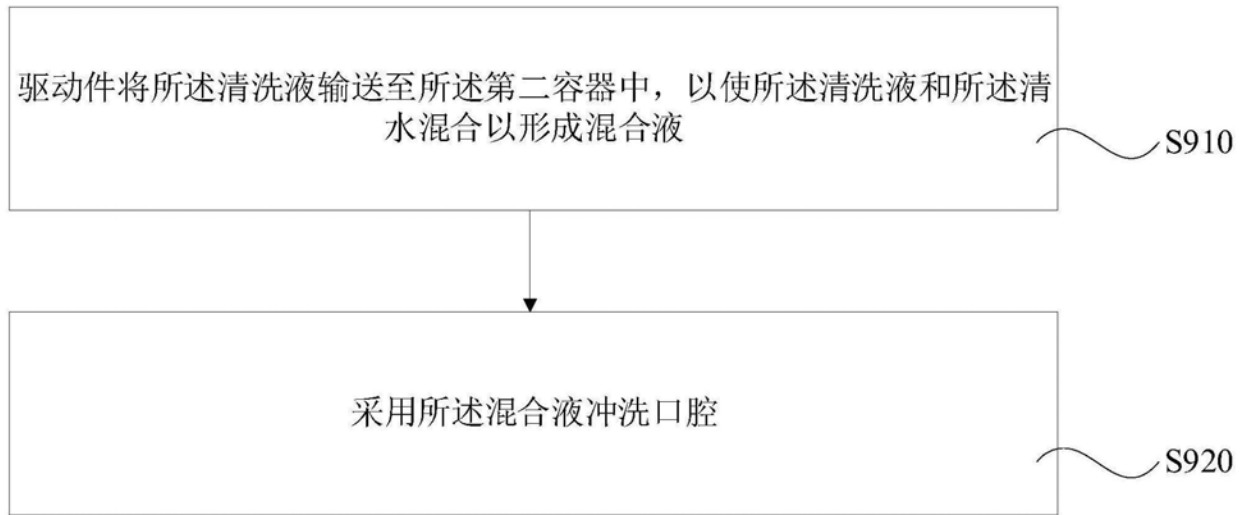 驱动件将所述清洗液输送至所述第二容器中，以使所述清洗液和所述清
水混合以形成混合液
S910
采用所述混合液冲洗口腔
S920